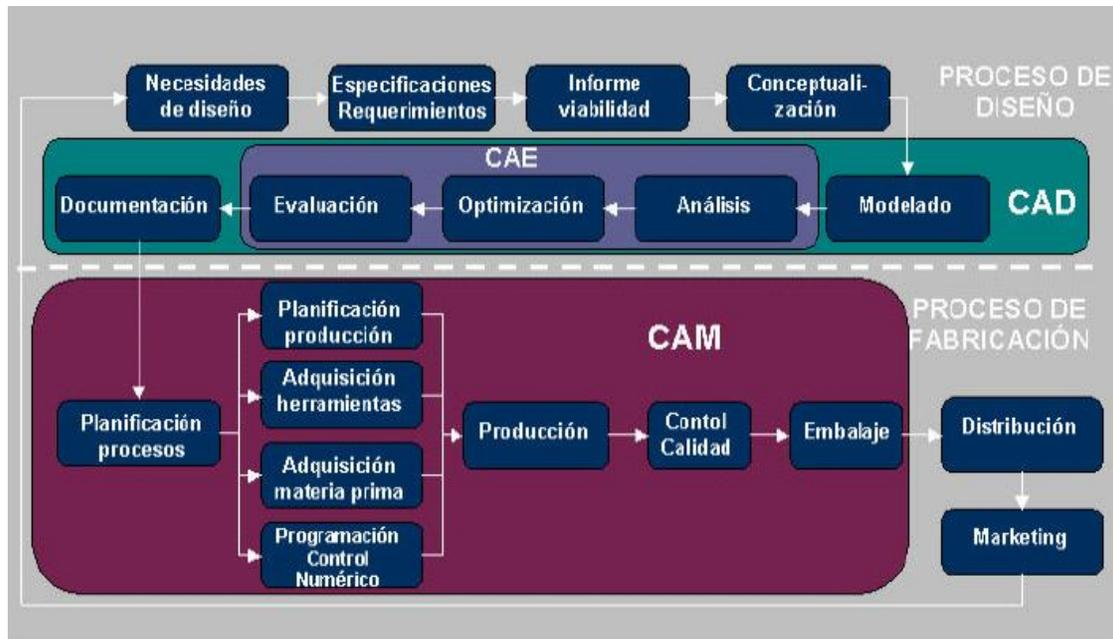 Necesidades
de diseño
Especificaciones
Requerimientos
Informe
viabilidad
Conceptuali-
zación
PROCESO DE
DISEÑO
CAE
Documentación
Evaluación
Optimización
Análisis
Modelado
CAD
PROCESO DE
FABRICACIÓN
CAM
Planificación
procesos
Planificación
producción
Adquisición
herramientas
Adquisición
materia prima
Programación
Control
Numérico
Producción
Contol
Calidad
Embalaje
Distribución
Marketing